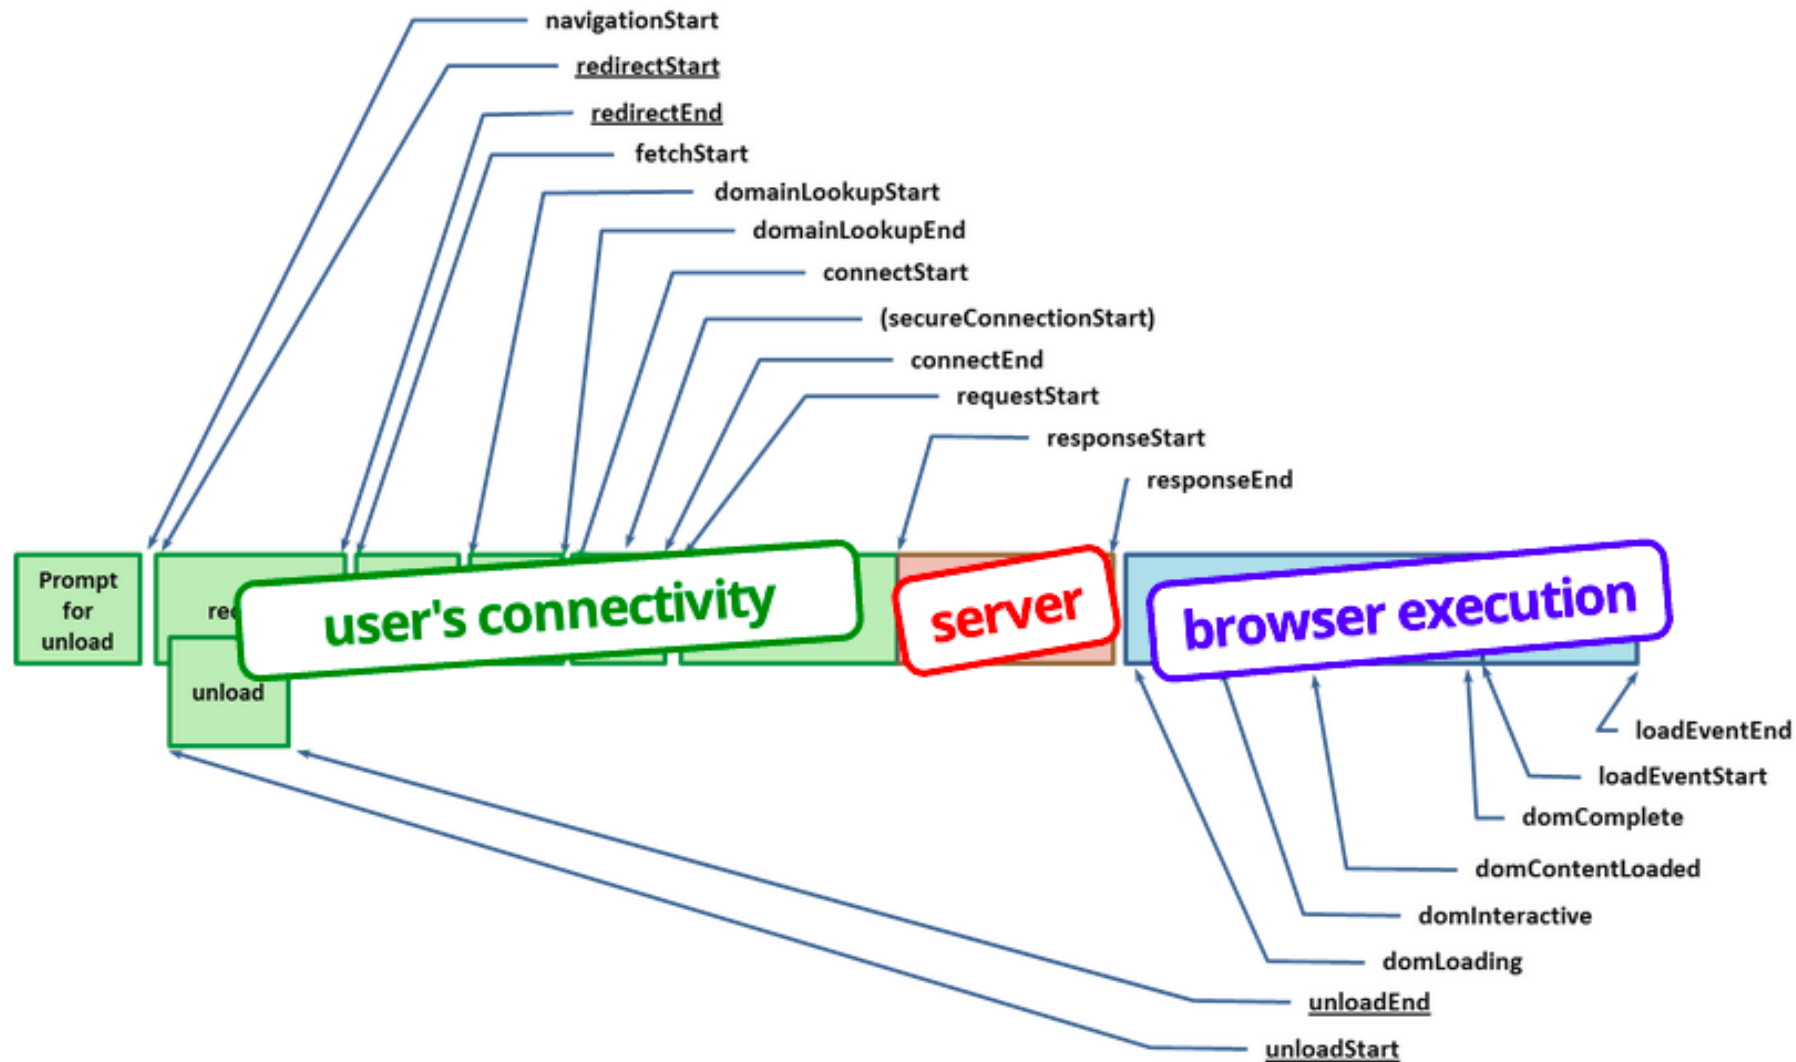 navigationStart
redirectStart
redirectEnd
fetchStart
domainLookupStart
domainLookupEnd
connectStart
(secureConnectionStart)
connectEnd
requestStart
responseStart
responseEnd
Prompt
for
unload
user's connectivity
server
browser execution
unload
loadEventEnd
loadEventStart
domComplete
domContentLoaded
domInteractive
domLoading
unloadEnd
unloadStart